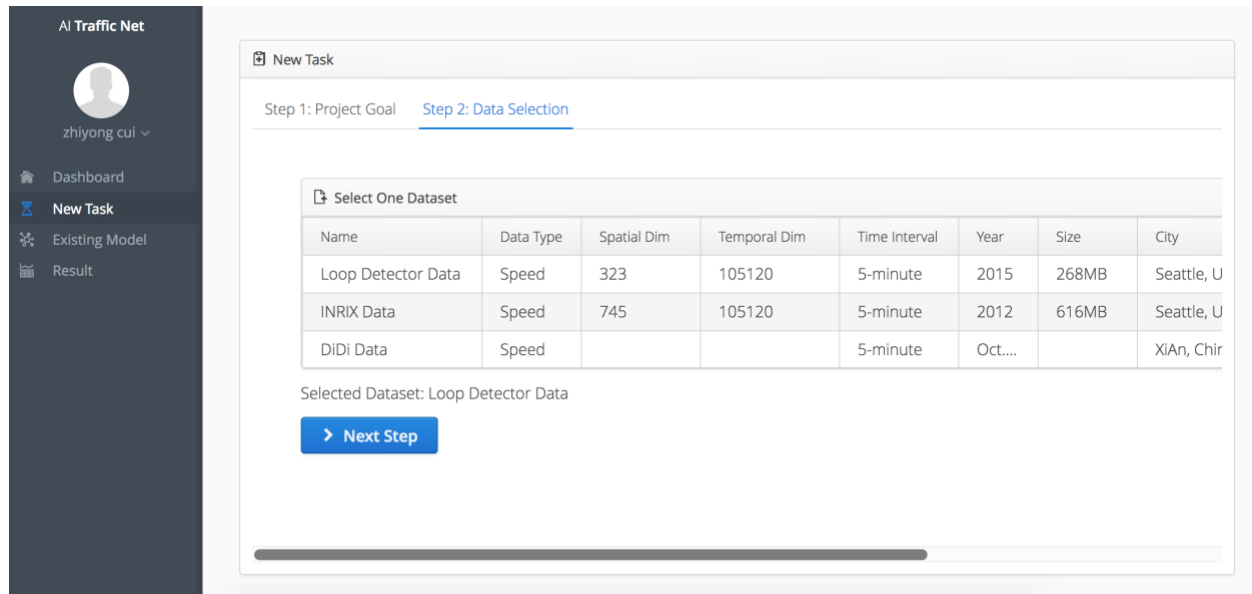 AI Traffic Net
zhiyong cui
Dashboard
New Task
Existing Model
Result
New Task
Step 1: Project Goal Step 2: Data Selection
Select One Dataset
Name Data Type Spatial Dim Temporal Dim Time Interval Year Size City
Loop Detector Data Speed 323 105120 5-minute 2015 268MB Seattle, U
INRIX Data Speed 745 105120 5-minute 2012 616MB Seattle, U
DiDi Data Speed 5-minute Oct.... XiAn, Chin
Selected Dataset: Loop Detector Data
Next Step